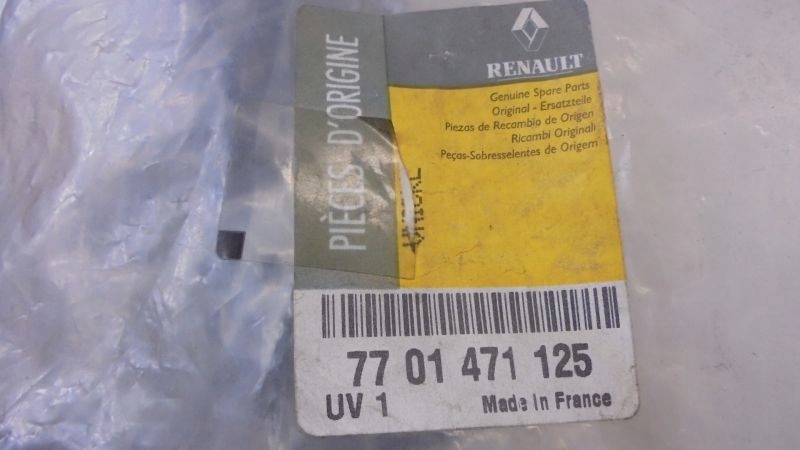 PIÈCES D'ORIGINE
RENAULT
Genuine Spare Parts
Original - Ersatzteile
Piezas de Recambio de Origen
Ricambi Originali
Peças-Sobresselentes de Origem
77 01 471 125
UV 1
Made in France